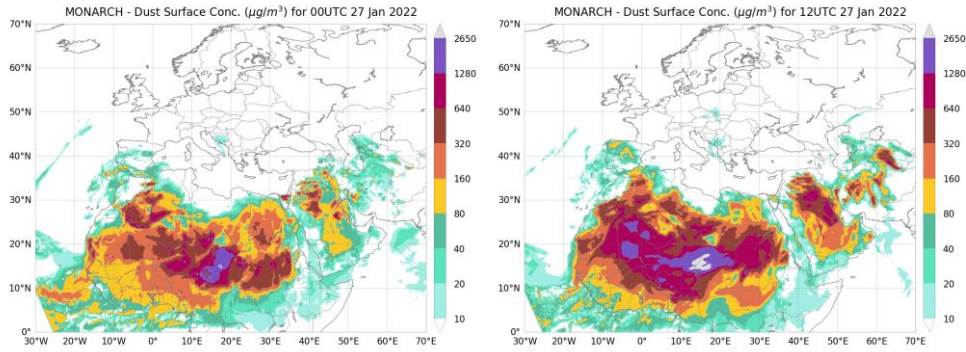 MONARCH - Dust Surface Conc. (μg/m³) for 00UTC 27 Jan 2022
70°N
60°N
50°N
40°N
30°N
20°N
10°N
0°
30°W
20°W
10°W
0°
10°E
20°E
30°E
40°E
50°E
60°E
70°E
2650
1280
640
320
160
80
40
20
10
MONARCH - Dust Surface Conc. (μg/m³) for 12UTC 27 Jan 2022
70°N
60°N
50°N
40°N
30°N
20°N
10°N
0°
30°W
20°W
10°W
0°
10°E
20°E
30°E
40°E
50°E
60°E
70°E
2650
1280
640
320
160
80
40
20
10